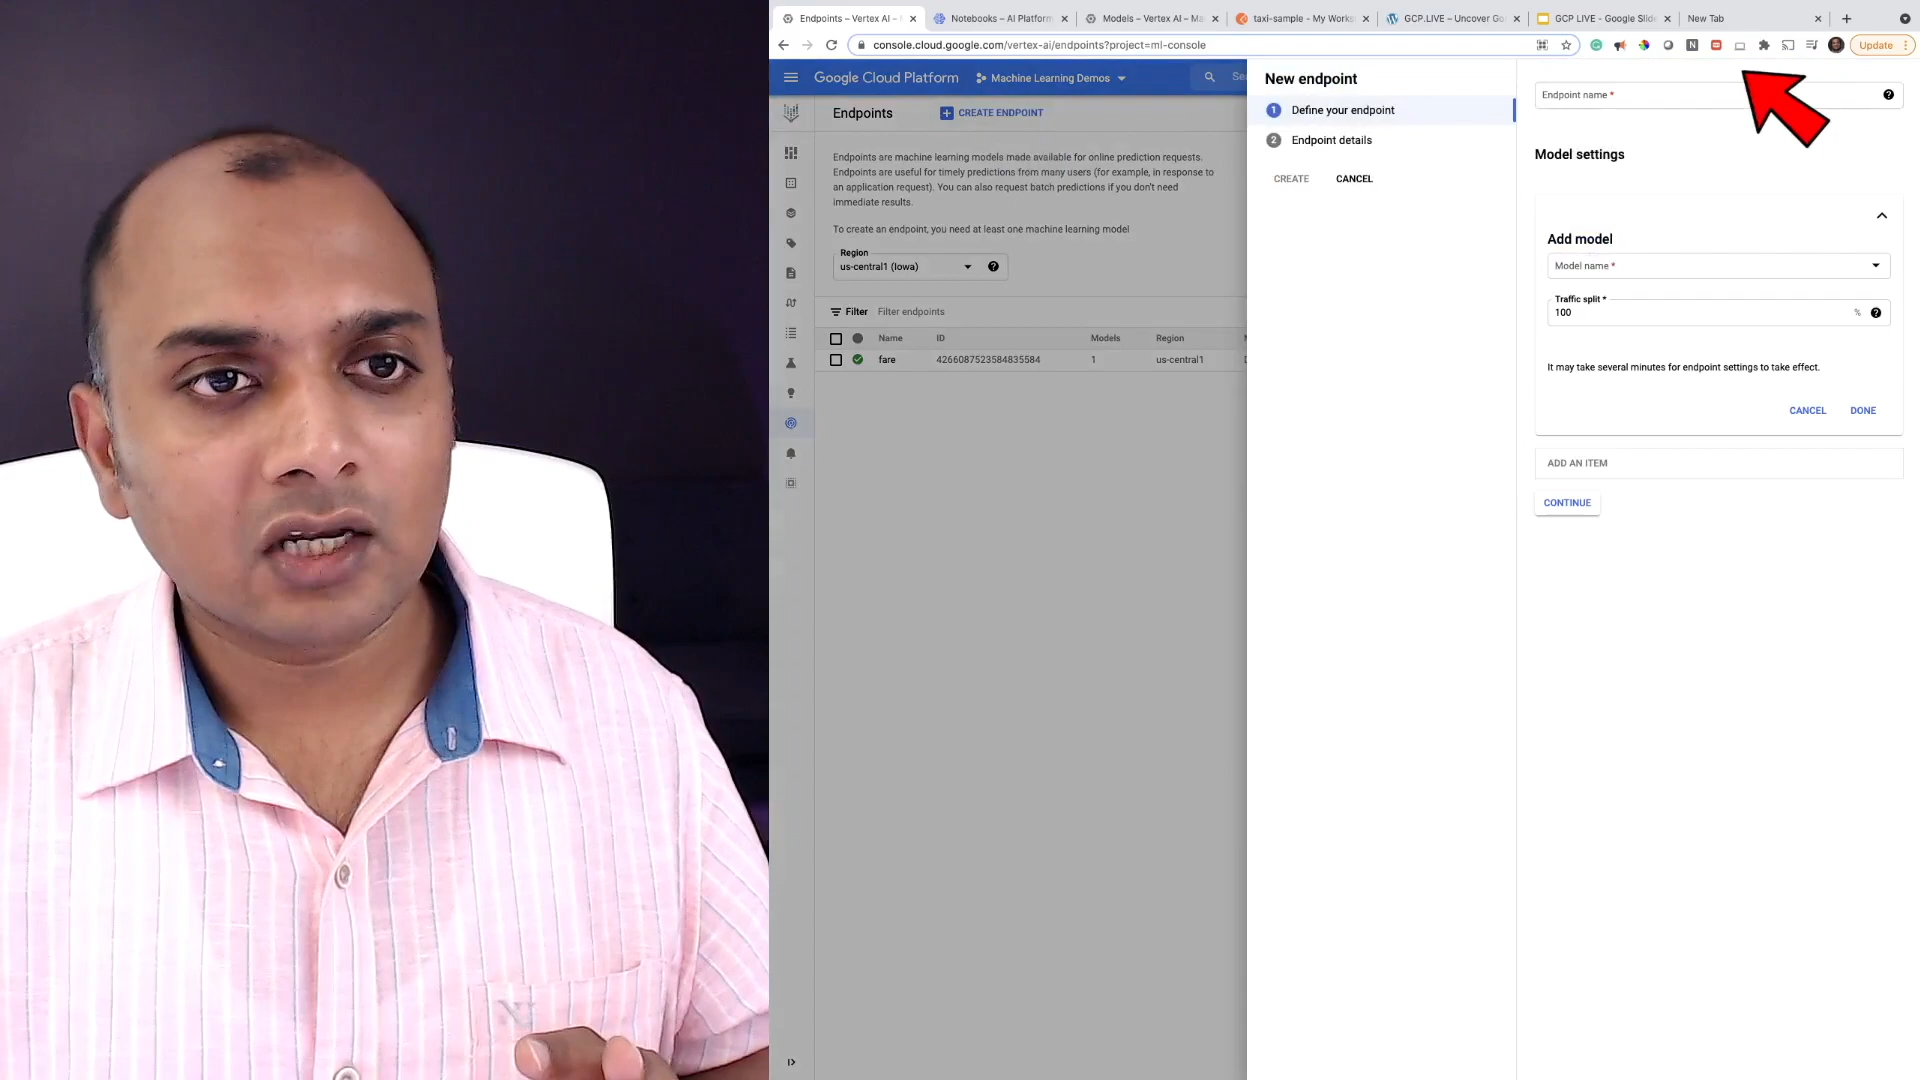 Endpoints – Vertex AI –
Notebooks – AI Platform
Models – Vertex AI – Ma
taxi-sample - My Works
GCP.LIVE – Uncover Go
GCP LIVE - Google Slide
New Tab
console.cloud.google.com/vertex-ai/endpoints?project=ml-console
Update
Google Cloud Platform
Machine Learning Demos
Se
New endpoint
1 Define your endpoint
2 Endpoint details
CREATE CANCEL
Endpoints
CREATE ENDPOINT
Endpoints are machine learning models made available for online prediction requests.
Endpoints are useful for timely predictions from many users (for example, in response to
an application request). You can also request batch predictions if you don't need
immediate results.
To create an endpoint, you need at least one machine learning model
Region
us-central1 (Iowa)
Filter Filter endpoints
Name ID Models Region
fare 4266087523584835584 1 us-central1
Endpoint name *
Model settings
Add model
Model name *
Traffic split *
100 %
It may take several minutes for endpoint settings to take effect.
CANCEL DONE
ADD AN ITEM
CONTINUE